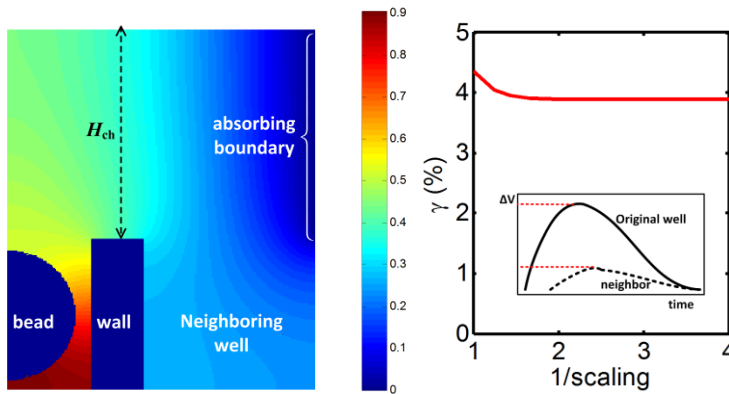 H_ch
absorbing
boundary
bead
wall
Neighboring
well
0.9
0.8
0.7
0.6
0.5
0.4
0.3
0.2
0.1
0
γ (%)
5
4
3
2
1
0
ΔV
Original well
neighbor
time
1
2
3
4
1/scaling